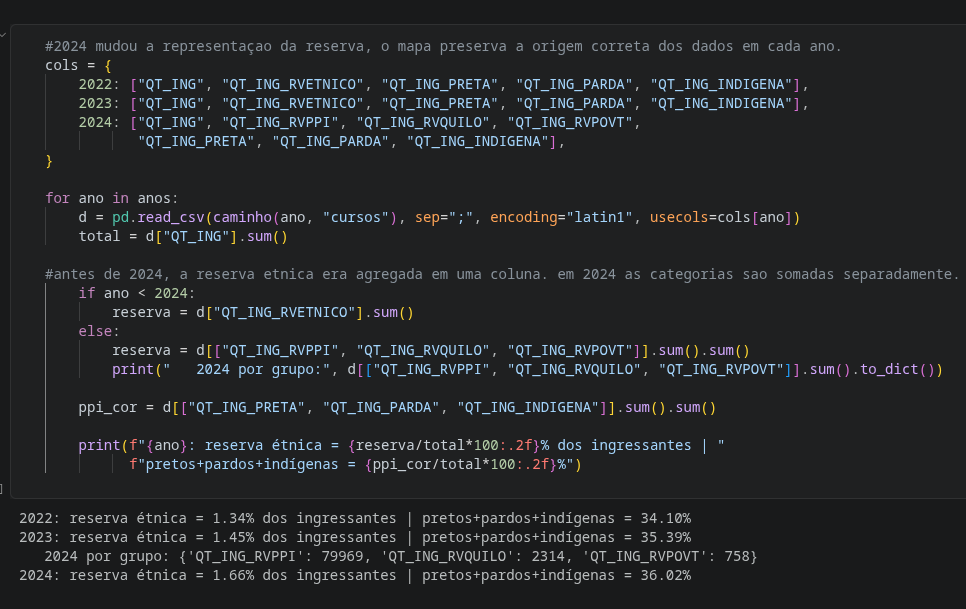 #2024 mudou a representaçao da reserva, o mapa preserva a origem correta dos dados em cada ano.
cols = {
    2022: ["QT_ING", "QT_ING_RVETNICO", "QT_ING_PRETA", "QT_ING_PARDA", "QT_ING_INDIGENA"],
    2023: ["QT_ING", "QT_ING_RVETNICO", "QT_ING_PRETA", "QT_ING_PARDA", "QT_ING_INDIGENA"],
    2024: ["QT_ING", "QT_ING_RVPPI", "QT_ING_RVQUILO", "QT_ING_RVPOVT",
           "QT_ING_PRETA", "QT_ING_PARDA", "QT_ING_INDIGENA"],
}
for ano in anos:
    d = pd.read_csv(caminho(ano, "cursos"), sep=";", encoding="latin1", usecols=cols[ano])
    total = d["QT_ING"].sum()
#antes de 2024, a reserva etnica era agregada em uma coluna. em 2024 as categorias sao somadas separadamente.
    if ano < 2024:
        reserva = d["QT_ING_RVETNICO"].sum()
    else:
        reserva = d[["QT_ING_RVPPI", "QT_ING_RVQUILO", "QT_ING_RVPOVT"]].sum().sum()
        print("   2024 por grupo:", d[["QT_ING_RVPPI", "QT_ING_RVQUILO", "QT_ING_RVPOVT"]].sum().to_dict())
    ppi_cor = d[["QT_ING_PRETA", "QT_ING_PARDA", "QT_ING_INDIGENA"]].sum().sum()
    print(f"{ano}: reserva étnica = {reserva/total*100:.2f}% dos ingressantes | "
          f"pretos+pardos+indígenas = {ppi_cor/total*100:.2f}%")
]
2022: reserva étnica = 1.34% dos ingressantes | pretos+pardos+indígenas = 34.10%
2023: reserva étnica = 1.45% dos ingressantes | pretos+pardos+indígenas = 35.39%
   2024 por grupo: {'QT_ING_RVPPI': 79969, 'QT_ING_RVQUILO': 2314, 'QT_ING_RVPOVT': 758}
2024: reserva étnica = 1.66% dos ingressantes | pretos+pardos+indígenas = 36.02%